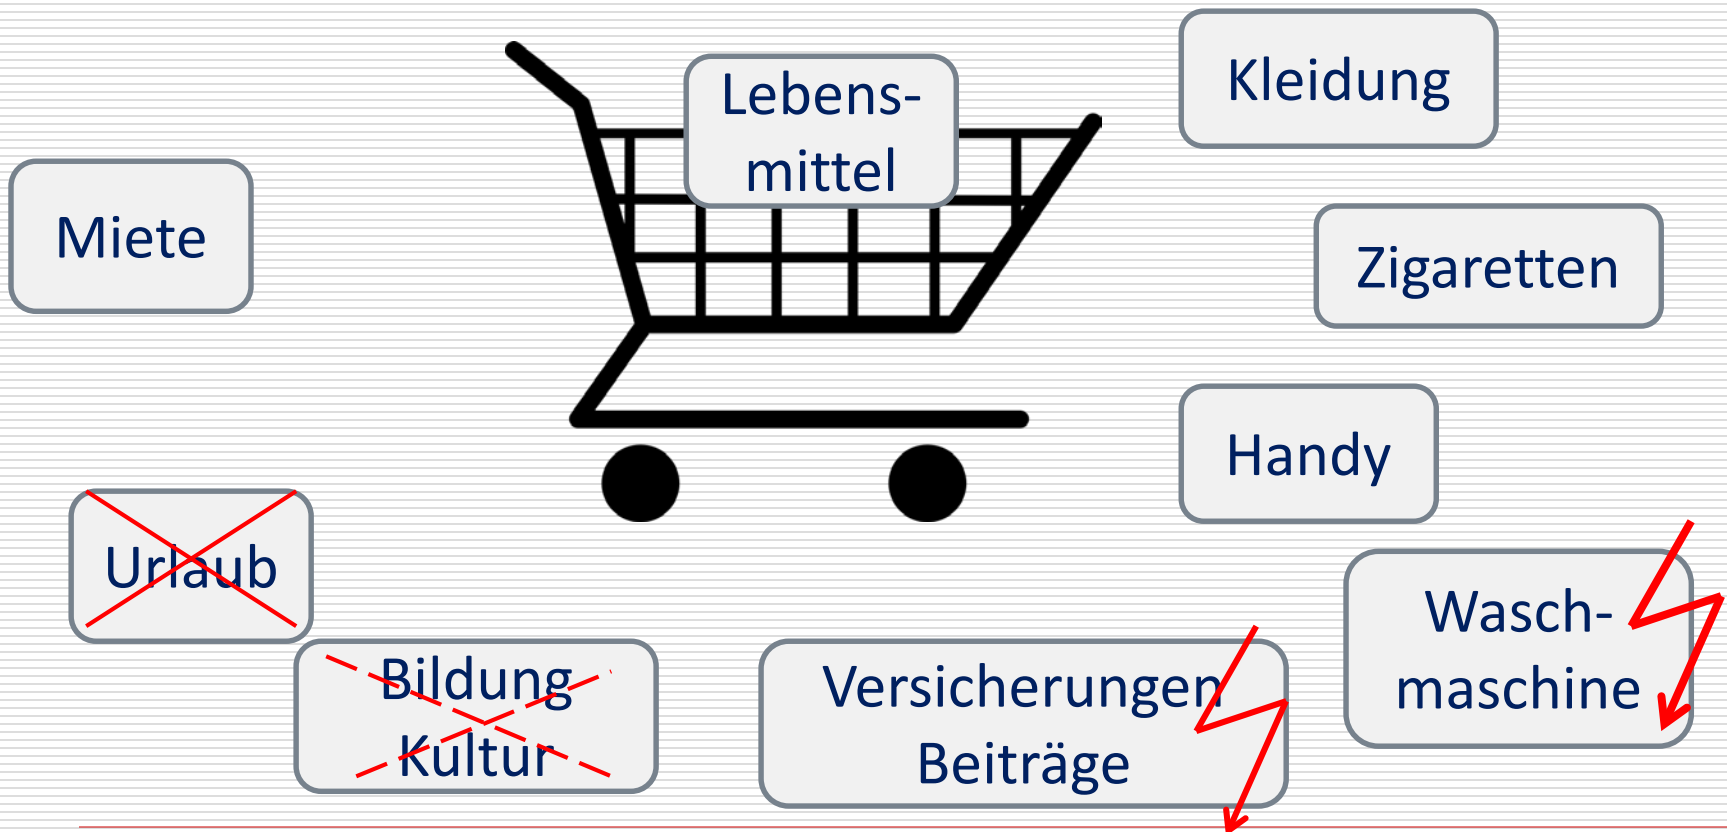 Lebens-
mittel
Kleidung
Miete
Zigaretten
Handy
Urlaub
Wasch-
maschine
Bildung
Kultur
Versicherungen
Beiträge